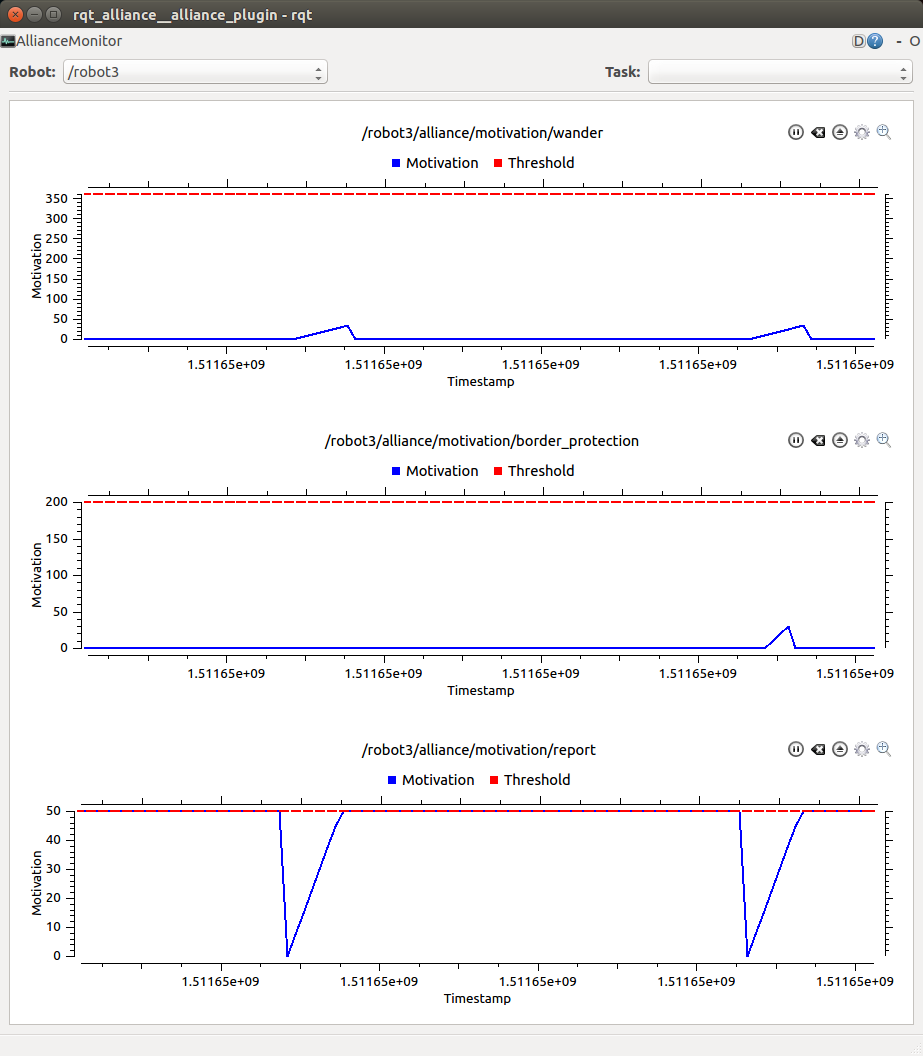 rqt_alliance__alliance_plugin - rqt
AllianceMonitor D ? - O
Robot: /robot3 Task:
/robot3/alliance/motivation/wander
Motivation Threshold
350
300
250
200
150
100
50
0
Motivation
1.51165e+09 1.51165e+09 1.51165e+09 1.51165e+09 1.51165e+09
Timestamp
/robot3/alliance/motivation/border_protection
Motivation Threshold
200
150
100
50
0
Motivation
1.51165e+09 1.51165e+09 1.51165e+09 1.51165e+09 1.51165e+09
Timestamp
/robot3/alliance/motivation/report
Motivation Threshold
50
40
30
20
10
0
Motivation
1.51165e+09 1.51165e+09 1.51165e+09 1.51165e+09 1.51165e+09
Timestamp